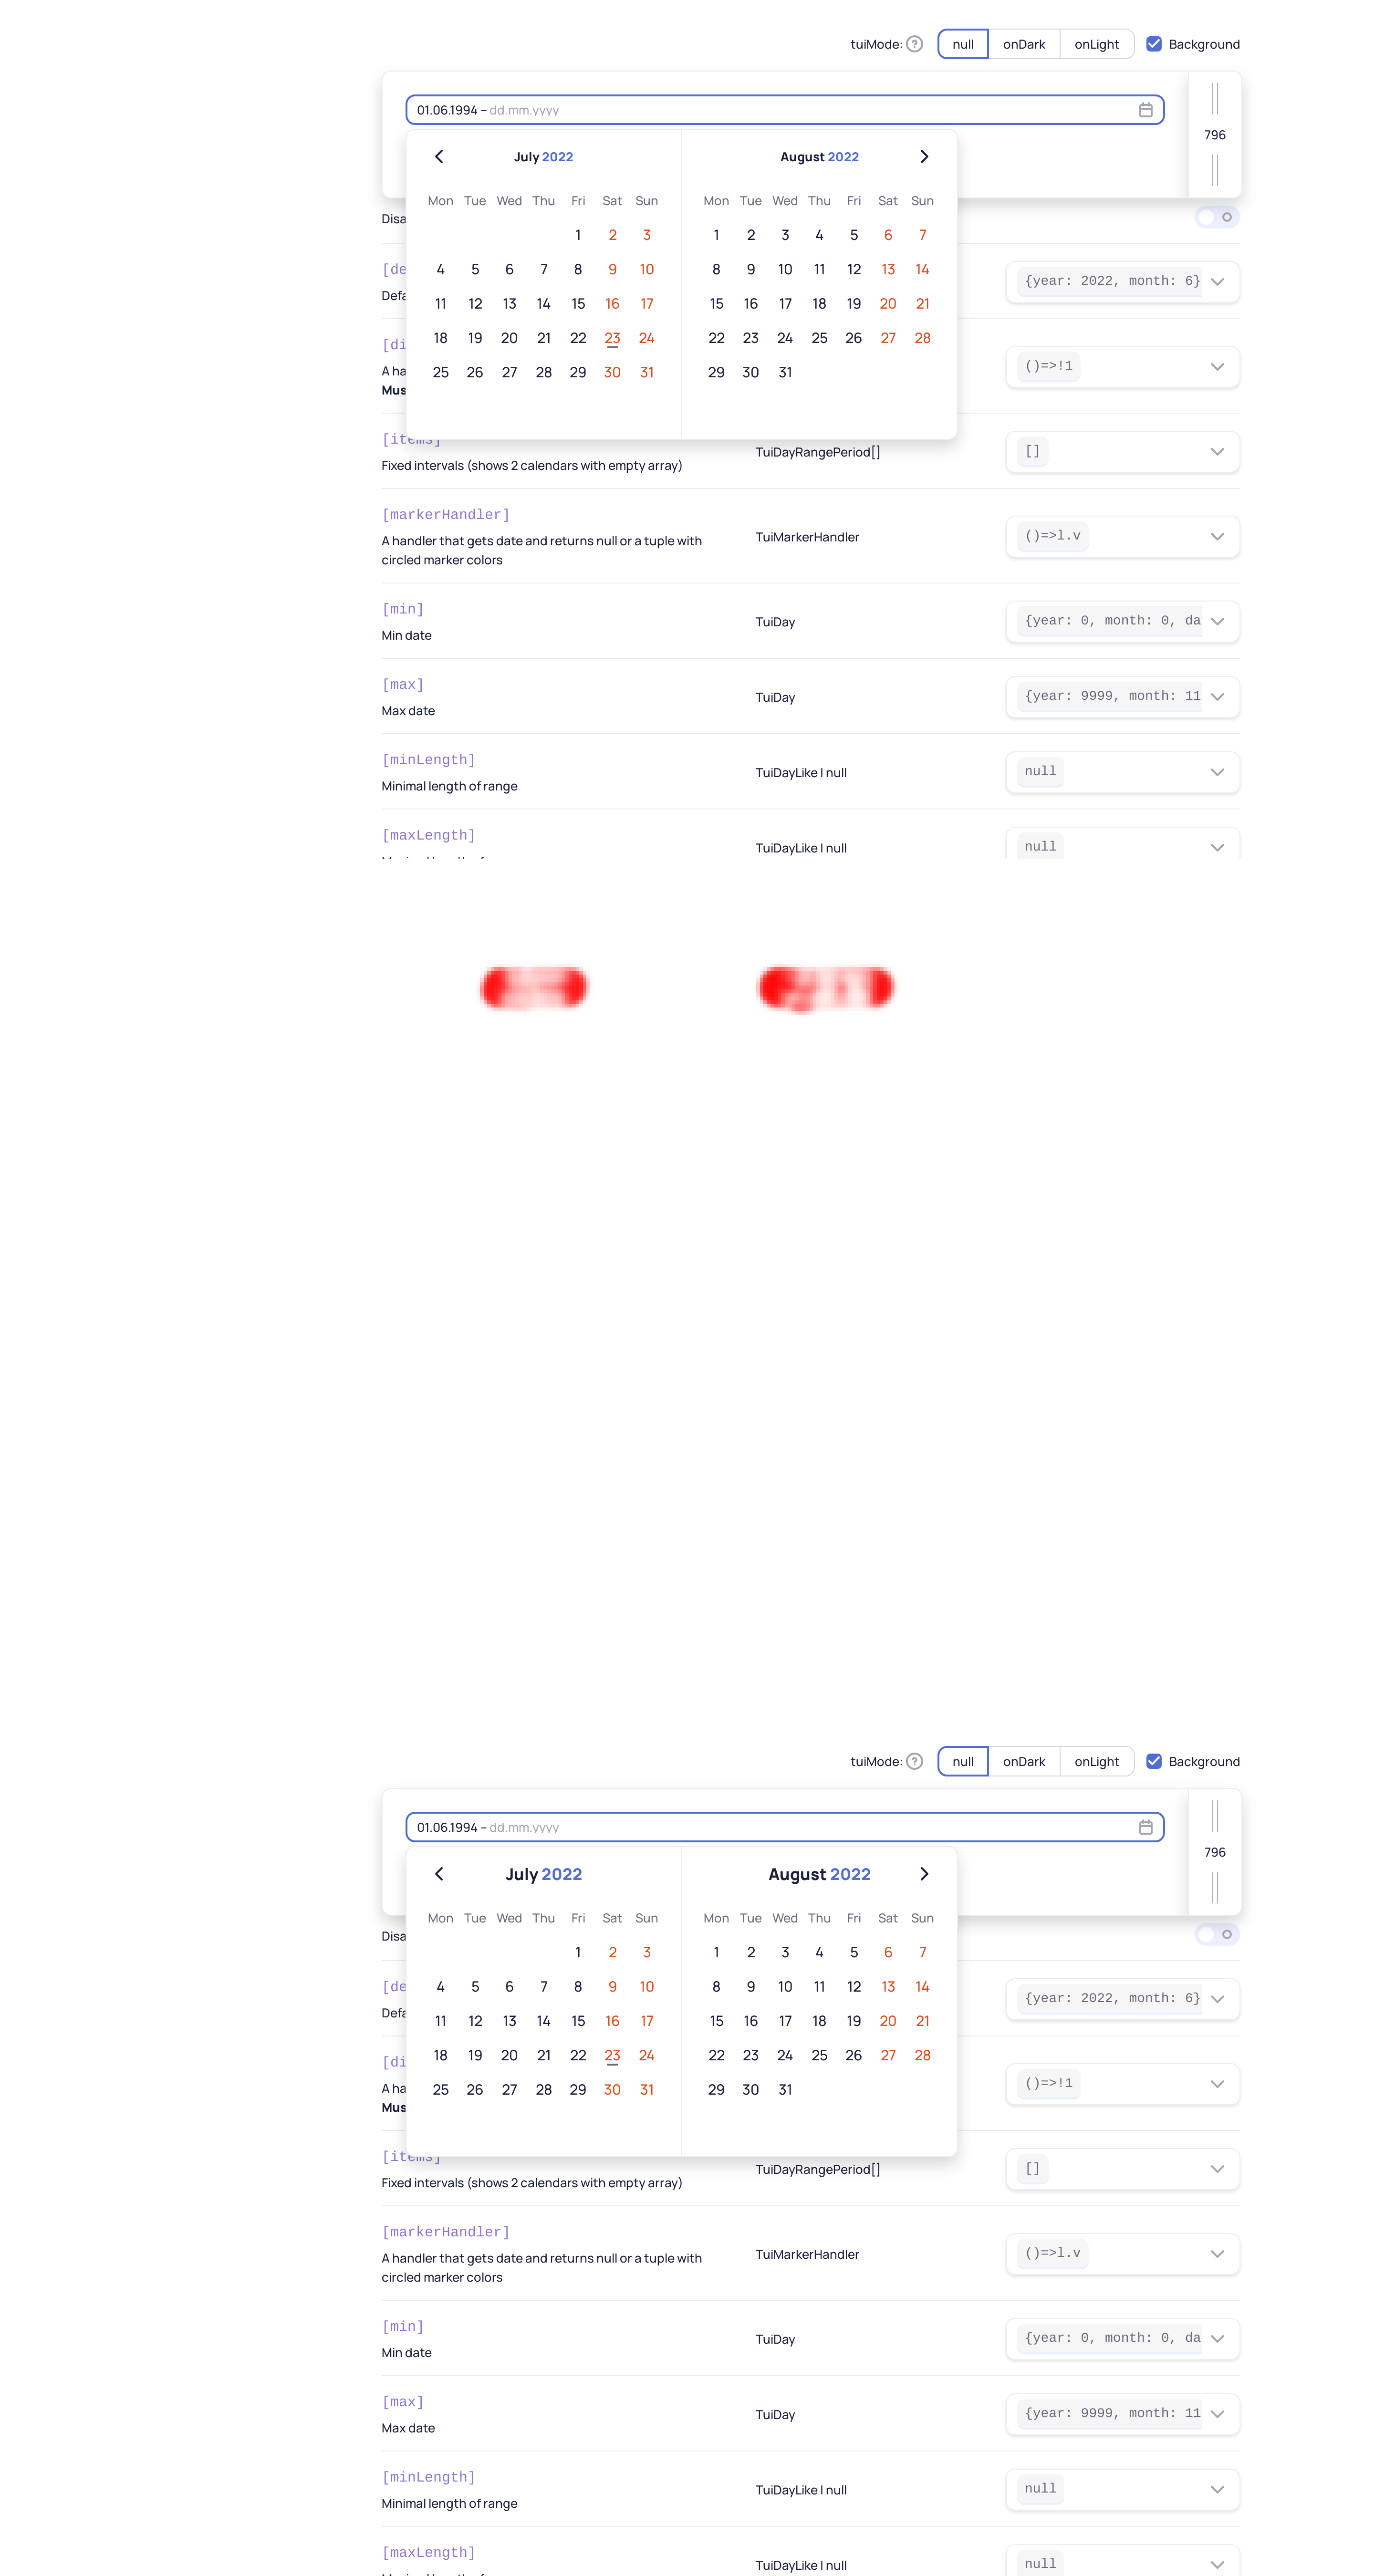 tuiMode: ? null onDark onLight Background
01.06.1994 – dd.mm.yyyy
796
July 2022 August 2022
Mon Tue Wed Thu Fri Sat Sun Mon Tue Wed Thu Fri Sat Sun
Disa
1 2 3 1 2 3 4 5 6 7
[de
4 5 6 7 8 9 10 8 9 10 11 12 13 14
{year: 2022, month: 6}
Defa
11 12 13 14 15 16 17 15 16 17 18 19 20 21
[di
18 19 20 21 22 23 24 22 23 24 25 26 27 28
A ha
25 26 27 28 29 30 31 29 30 31
()=>!1
Mus
[items]
Fixed intervals (shows 2 calendars with empty array)
TuiDayRangePeriod[]
[]
[markerHandler]
A handler that gets date and returns null or a tuple with
circled marker colors
TuiMarkerHandler
()=>l.v
[min]
Min date
TuiDay
{year: 0, month: 0, da
[max]
Max date
TuiDay
{year: 9999, month: 11
[minLength]
Minimal length of range
TuiDayLike | null
null
[maxLength]
TuiDayLike | null
null
tuiMode: ? null onDark onLight Background
01.06.1994 – dd.mm.yyyy
796
July 2022 August 2022
Mon Tue Wed Thu Fri Sat Sun Mon Tue Wed Thu Fri Sat Sun
Disa
1 2 3 1 2 3 4 5 6 7
[de
4 5 6 7 8 9 10 8 9 10 11 12 13 14
{year: 2022, month: 6}
Defa
11 12 13 14 15 16 17 15 16 17 18 19 20 21
[di
18 19 20 21 22 23 24 22 23 24 25 26 27 28
A ha
25 26 27 28 29 30 31 29 30 31
()=>!1
Mus
[items]
Fixed intervals (shows 2 calendars with empty array)
TuiDayRangePeriod[]
[]
[markerHandler]
A handler that gets date and returns null or a tuple with
circled marker colors
TuiMarkerHandler
()=>l.v
[min]
Min date
TuiDay
{year: 0, month: 0, da
[max]
Max date
TuiDay
{year: 9999, month: 11
[minLength]
Minimal length of range
TuiDayLike | null
null
[maxLength]
TuiDayLike | null
null